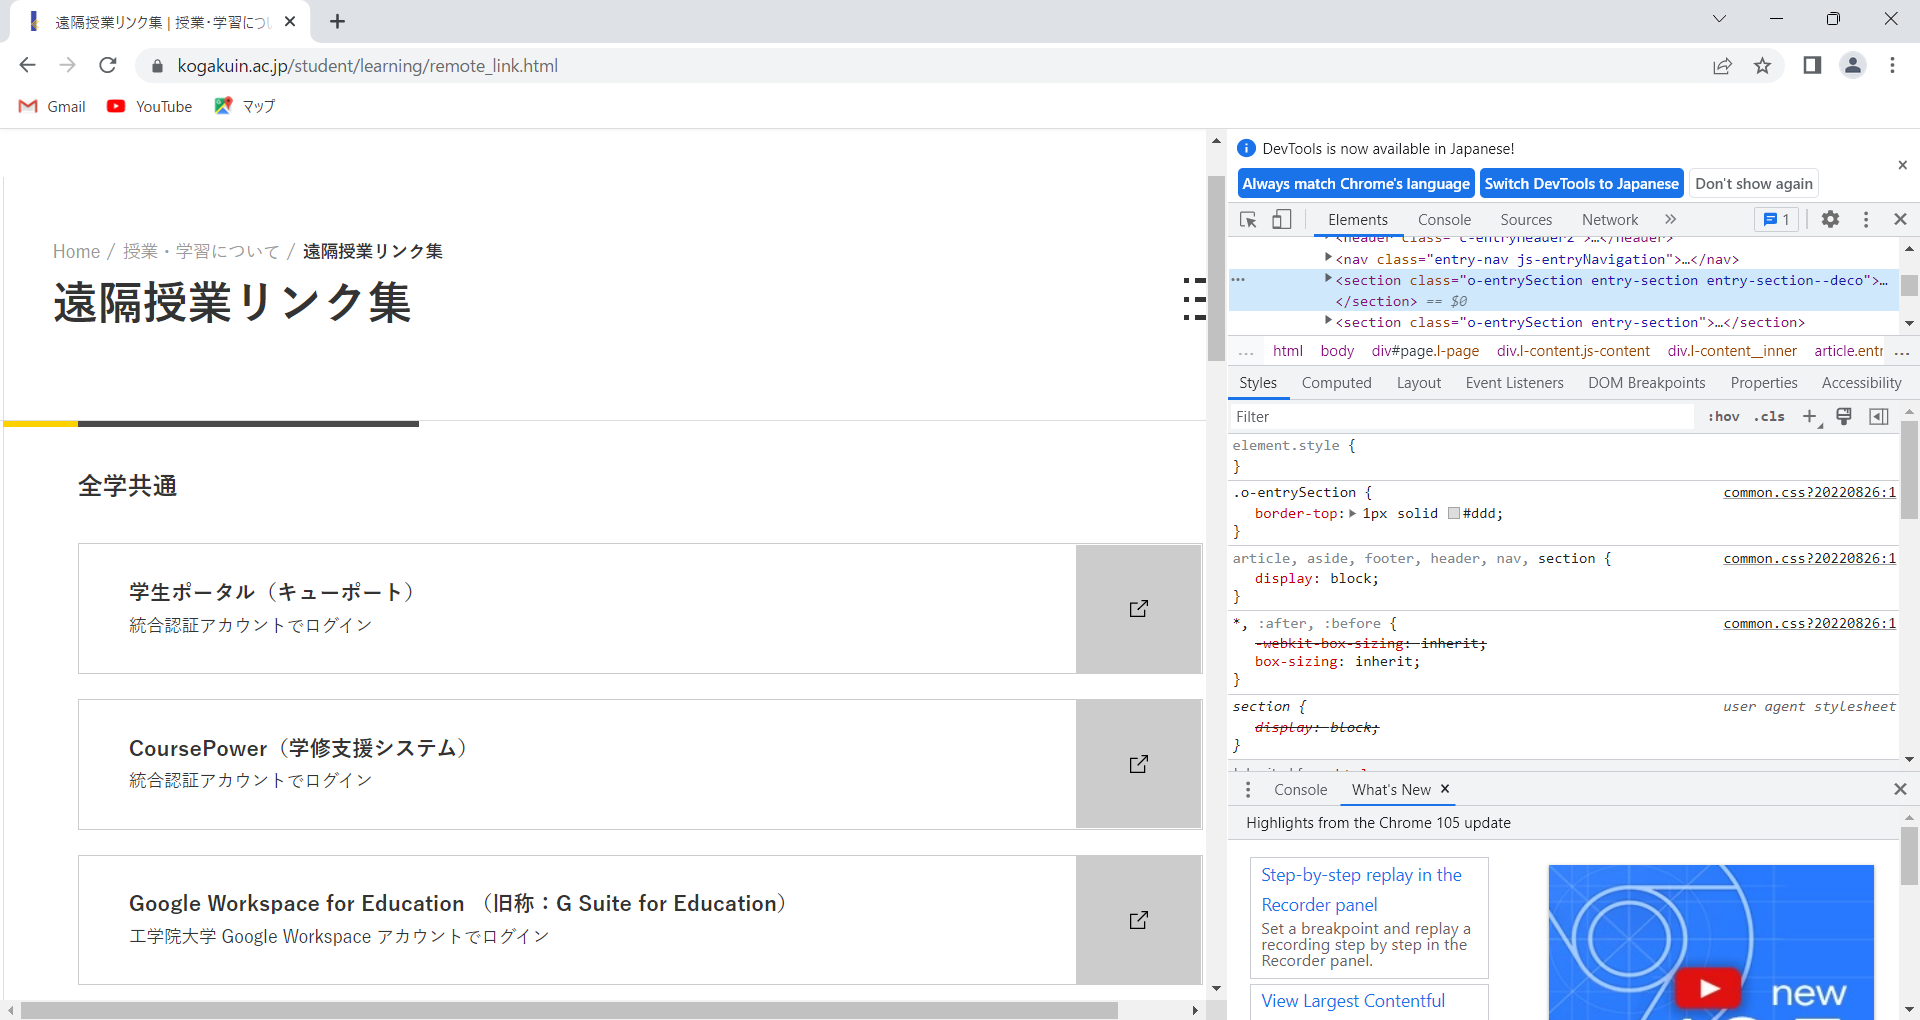 遠隔授業リンク集 | 授業・学習につい
kogakuin.ac.jp/student/learning/remote_link.html
Gmail
YouTube
マップ
Home / 授業・学習について / 遠隔授業リンク集
遠隔授業リンク集
全学共通
学生ポータル（キューポート）
統合認証アカウントでログイン
CoursePower（学修支援システム）
統合認証アカウントでログイン
Google Workspace for Education （旧称：G Suite for Education）
工学院大学 Google Workspace アカウントでログイン
DevTools is now available in Japanese!
Always match Chrome's language
Switch DevTools to Japanese
Don't show again
Elements
Console
Sources
Network
1
<header class="c-entryHeader2">…</header>
<nav class="entry-nav js-entryNavigation">…</nav>
<section class="o-entrySection entry-section entry-section--deco">…
</section> == $0
<section class="o-entrySection entry-section">…</section>
... html body div#page.l-page div.l-content.js-content div.l-content__inner article.entr ...
Styles
Computed
Layout
Event Listeners
DOM Breakpoints
Properties
Accessibility
Filter
:hov .cls
element.style {
}
.o-entrySection {
common.css?20220826:1
border-top: 1px solid #ddd;
}
article, aside, footer, header, nav, section {
common.css?20220826:1
display: block;
}
*, :after, :before {
common.css?20220826:1
-webkit-box-sizing: inherit;
box-sizing: inherit;
}
section {
user agent stylesheet
display: block;
}
Console
What's New
Highlights from the Chrome 105 update
Step-by-step replay in the
Recorder panel
Set a breakpoint and replay a
recording step by step in the
Recorder panel.
View Largest Contentful
new